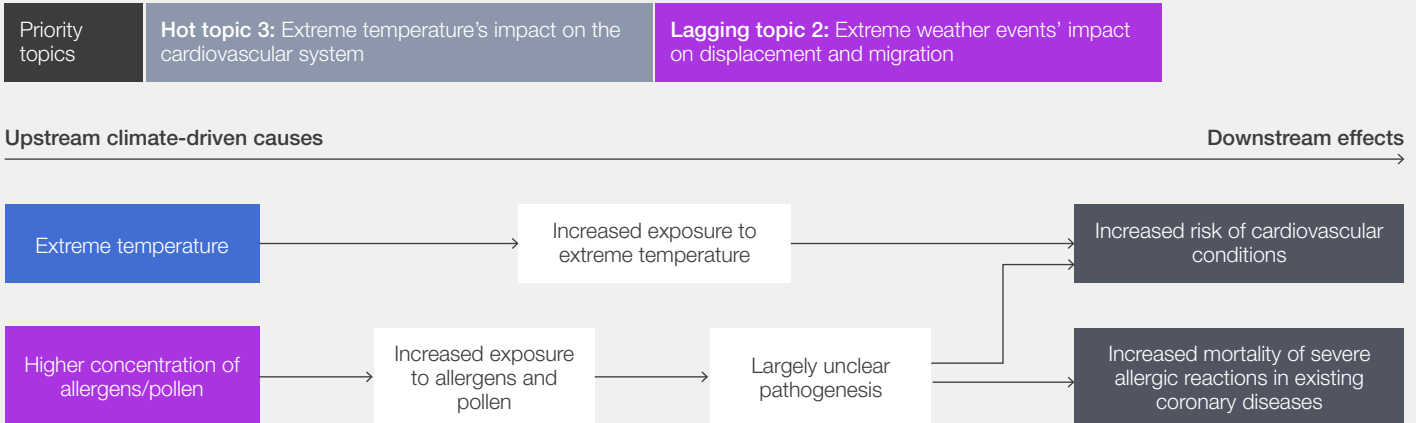 Priority
topics
Hot topic 3: Extreme temperature's impact on the
cardiovascular system
Lagging topic 2: Extreme weather events' impact
on displacement and migration
Upstream climate-driven causes
Downstream effects
Extreme temperature
Increased exposure to
extreme temperature
Increased risk of cardiovascular
conditions
Higher concentration of
allergens/pollen
Increased exposure
to allergens and
pollen
Largely unclear
pathogenesis
Increased mortality of severe
allergic reactions in existing
coronary diseases